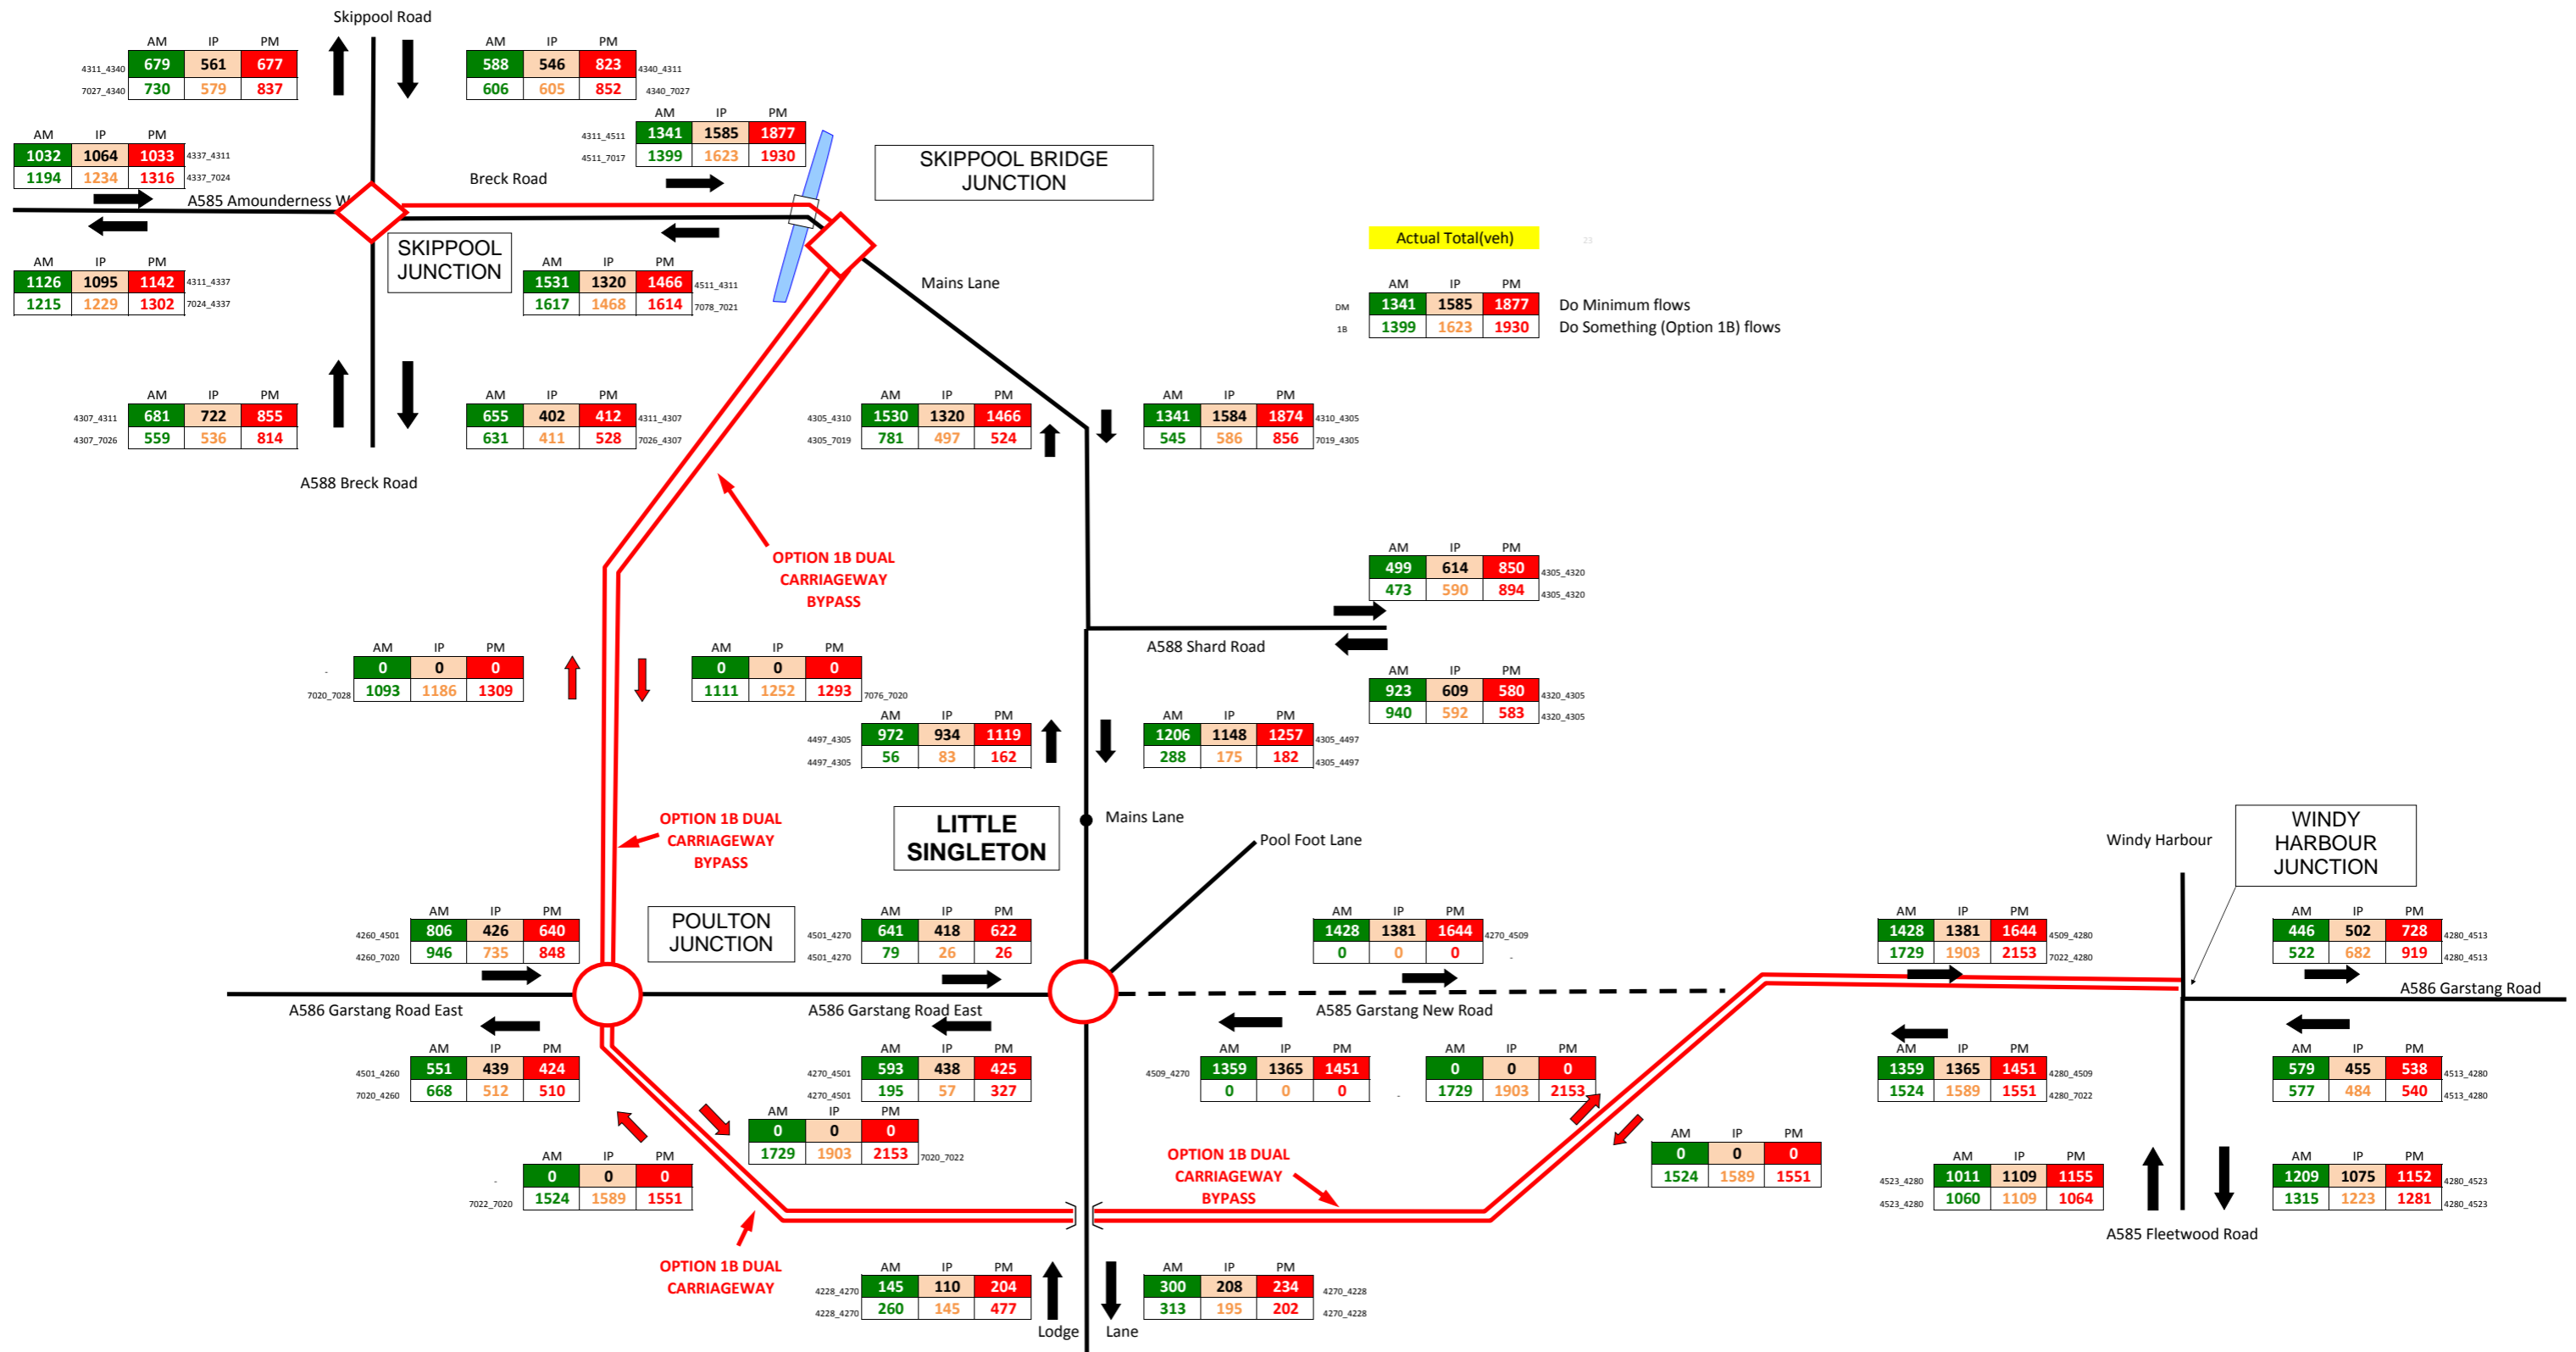 Skippool Road
AM IP PM
4311_4340 679 561 677
7027_4340 730 579 837
AM IP PM
588 546 823 4340_4311
606 605 852 4340_7027
AM IP PM
4311_4511 1341 1585 1877
4511_7017 1399 1623 1930
AM IP PM
1032 1064 1033 4337_4311
1194 1234 1316 4337_7024
Breck Road
SKIPPOOL BRIDGE
JUNCTION
A585 Amounderness W
SKIPPOOL
JUNCTION
Actual Total(veh)
23
AM IP PM
1126 1095 1142 4311_4337
1215 1229 1302 7024_4337
AM IP PM
1531 1320 1466 4511_4311
1617 1468 1614 7078_7021
Mains Lane
AM IP PM
DM 1341 1585 1877 Do Minimum flows
1B 1399 1623 1930 Do Something (Option 1B) flows
AM IP PM
4307_4311 681 722 855
4307_7026 559 536 814
AM IP PM
655 402 412 4311_4307
631 411 528 7026_4307
AM IP PM
4305_4310 1530 1320 1466
4305_7019 781 497 524
AM IP PM
1341 1584 1874 4310_4305
545 586 856 7019_4305
A588 Breck Road
OPTION 1B DUAL
CARRIAGEWAY
BYPASS
AM IP PM
499 614 850 4305_4320
473 590 894 4305_4320
A588 Shard Road
AM IP PM
- 0 0 0
7020_7028 1093 1186 1309
AM IP PM
0 0 0
1111 1252 1293 7076_7020
AM IP PM
923 609 580 4320_4305
940 592 583 4320_4305
AM IP PM
4497_4305 972 934 1119
4497_4305 56 83 162
AM IP PM
1206 1148 1257 4305_4497
288 175 182 4305_4497
OPTION 1B DUAL
CARRIAGEWAY
BYPASS
LITTLE
SINGLETON
Mains Lane
Pool Foot Lane
Windy Harbour
WINDY
HARBOUR
JUNCTION
AM IP PM
4260_4501 806 426 640
4260_7020 946 735 848
POULTON
JUNCTION
AM IP PM
4501_4270 641 418 622
4501_4270 79 26 26
AM IP PM
1428 1381 1644 4270_4509
0 0 0 -
AM IP PM
1428 1381 1644 4509_4280
1729 1903 2153 7022_4280
AM IP PM
446 502 728 4280_4513
522 682 919 4280_4513
A586 Garstang Road East
A586 Garstang Road East
A585 Garstang New Road
A586 Garstang Road
AM IP PM
4501_4260 551 439 424
7020_4260 668 512 510
AM IP PM
4270_4501 593 438 425
4270_4501 195 57 327
AM IP PM
4509_4270 1359 1365 1451
0 0 0
AM IP PM
0 0 0
- 1729 1903 2153
AM IP PM
1359 1365 1451 4280_4509
1524 1589 1551 4280_7022
AM IP PM
579 455 538 4513_4280
577 484 540 4513_4280
AM IP PM
0 0 0
1729 1903 2153 7020_7022
AM IP PM
- 0 0 0
7022_7020 1524 1589 1551
OPTION 1B DUAL
CARRIAGEWAY
BYPASS
AM IP PM
0 0 0
1524 1589 1551
AM IP PM
4523_4280 1011 1109 1155
4523_4280 1060 1109 1064
AM IP PM
1209 1075 1152 4280_4523
1315 1223 1281 4280_4523
A585 Fleetwood Road
OPTION 1B DUAL
CARRIAGEWAY
AM IP PM
4228_4270 145 110 204
4228_4270 260 145 477
AM IP PM
300 208 234 4270_4228
313 195 202 4270_4228
Lodge Lane